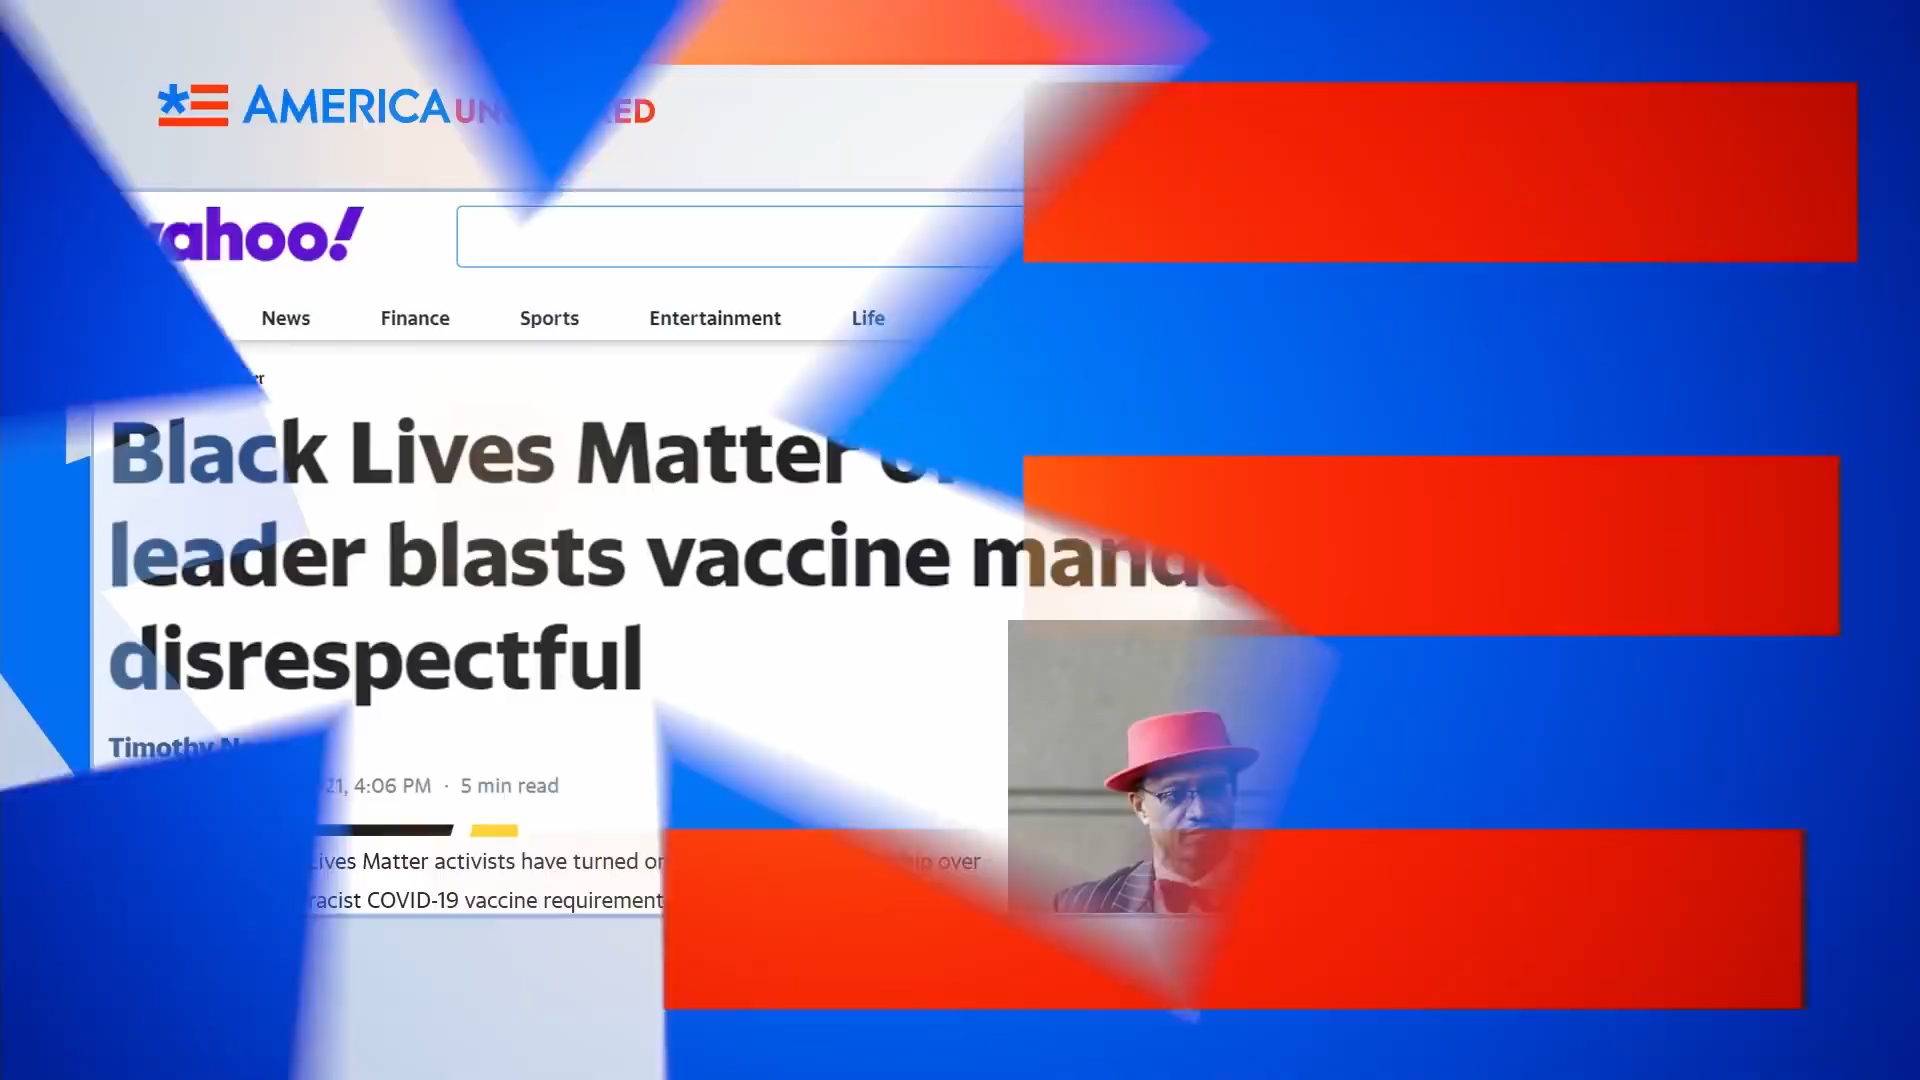 AMERICA
ahoo!
News Finance Sports Entertainment Life
Black Lives Matter
leader blasts vaccine
disrespectful
Timothy
21, 4:06 PM · 5 min read
Lives Matter activists have turned over
racist COVID-19 vaccine requirement